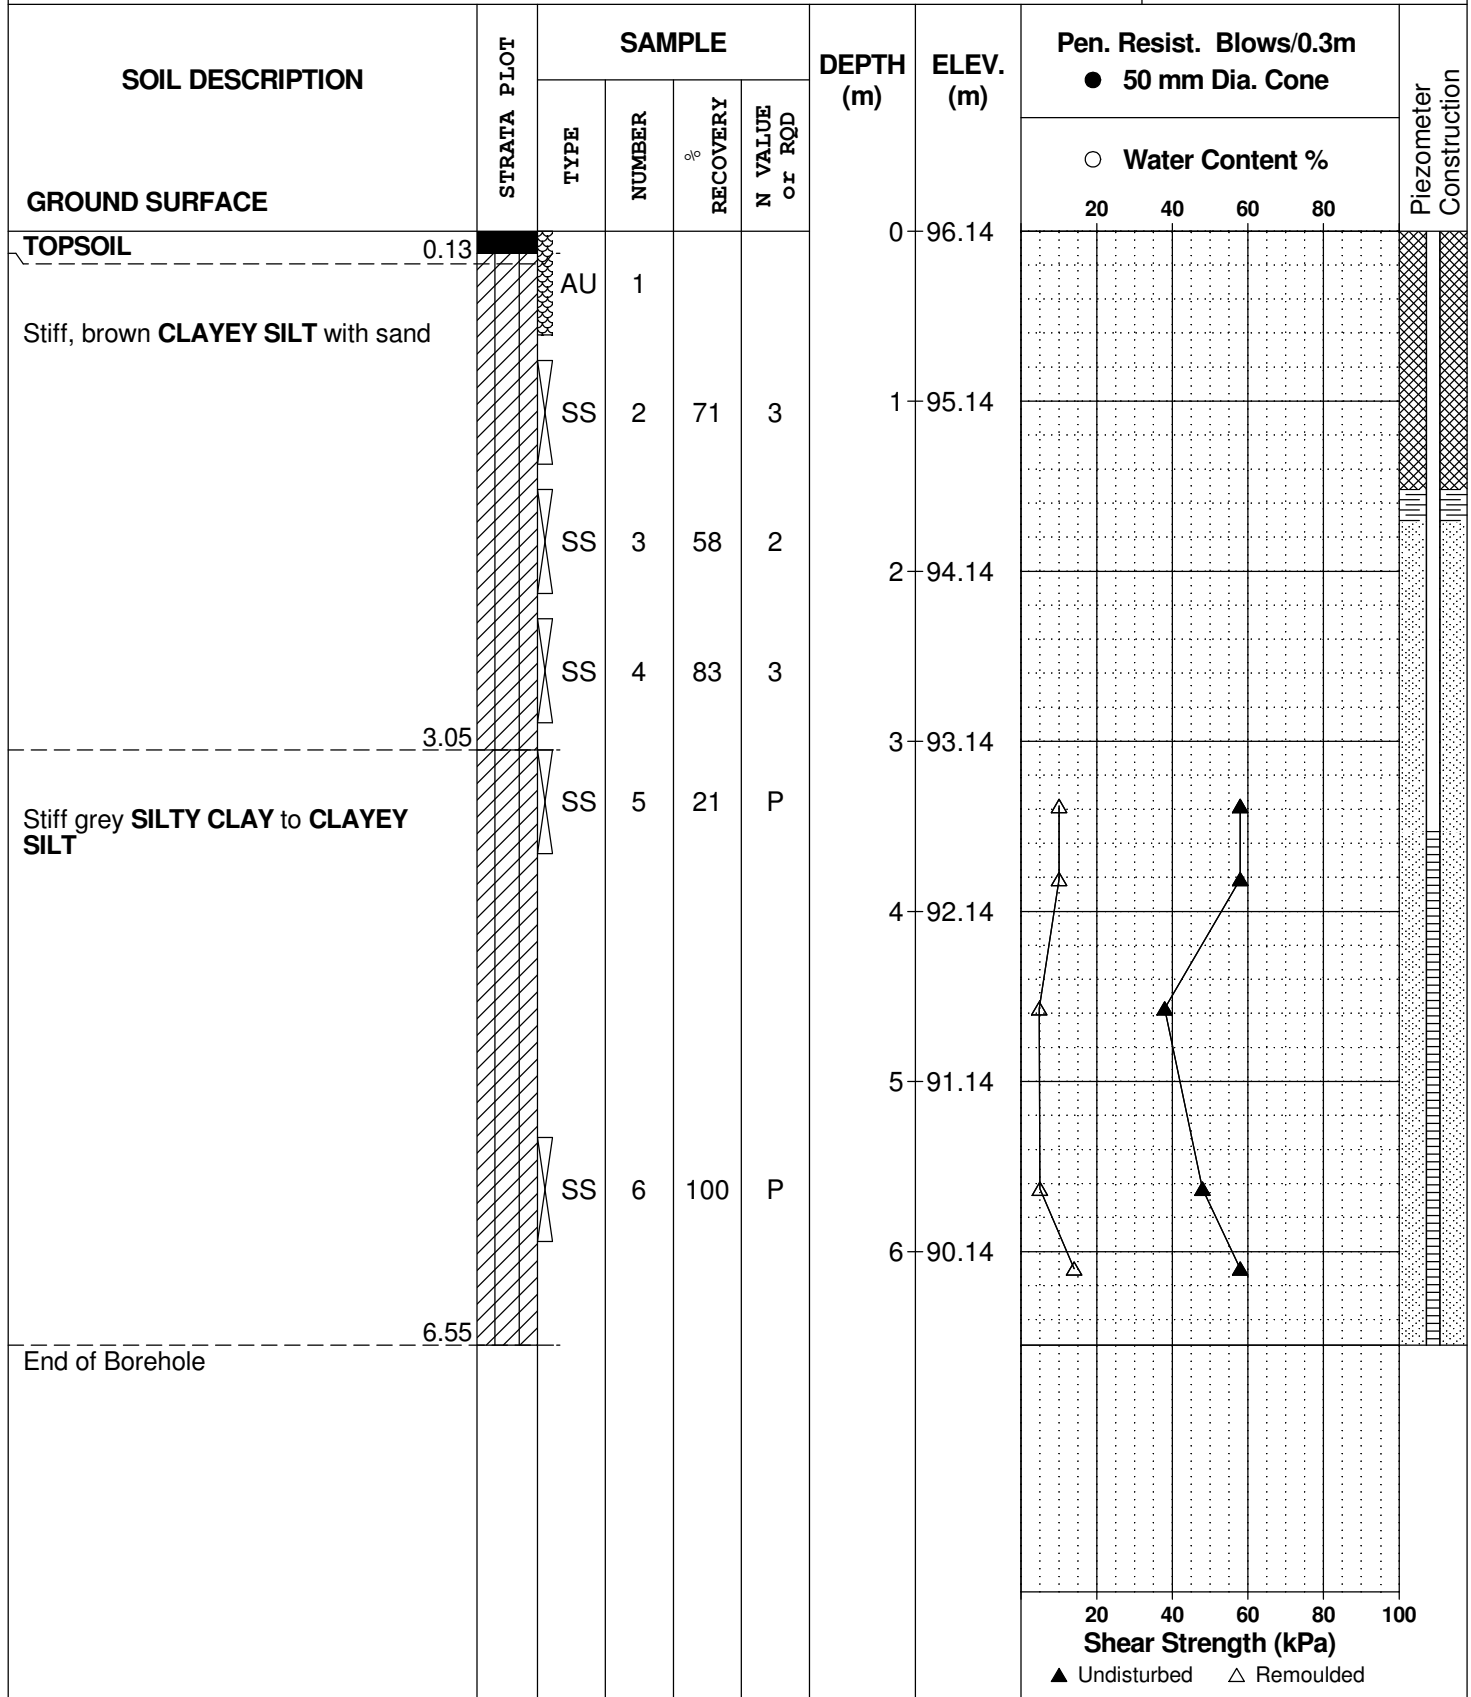 SOIL DESCRIPTION
GROUND SURFACE
STRATA PLOT
SAMPLE
TYPE
NUMBER
%
RECOVERY
N VALUE
or RQD
DEPTH
(m)
ELEV.
(m)
Pen. Resist. Blows/0.3m
● 50 mm Dia. Cone
○ Water Content %
20 40 60 80
Piezometer
Construction
TOPSOIL 0.13
0 96.14
AU 1
Stiff, brown CLAYEY SILT with sand
SS 2 71 3
1 95.14
SS 3 58 2
2 94.14
SS 4 83 3
3.05
3 93.14
SS 5 21 P
Stiff grey SILTY CLAY to CLAYEY
SILT
4 92.14
5 91.14
SS 6 100 P
6 90.14
6.55
End of Borehole
20 40 60 80 100
Shear Strength (kPa)
▲ Undisturbed △ Remoulded